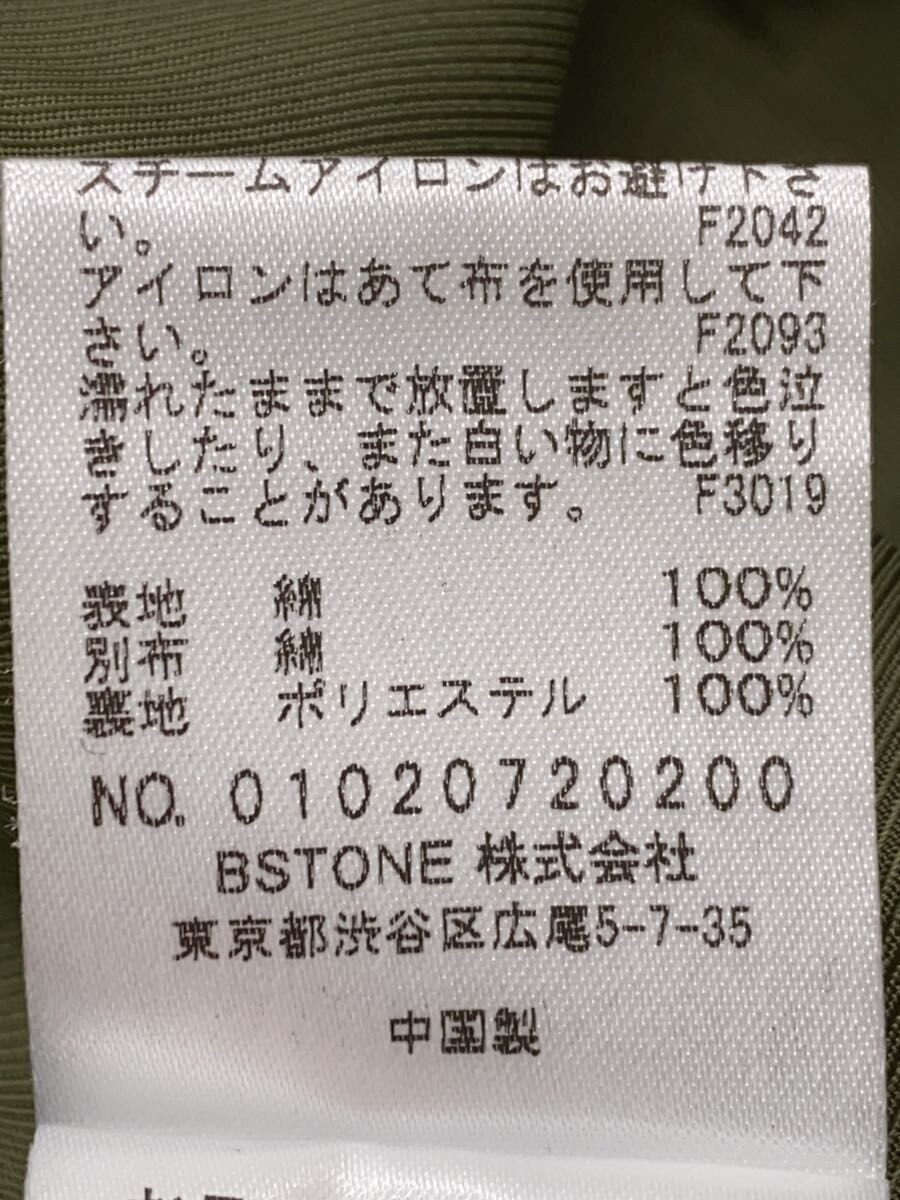 スチームアイロンはお避け下さ
い。 F2042
アイロンはあて布を使用して下
さい。 F2093
濡れたままで放置しますと色泣
きしたり、また白い物に色移り
することがあります。 F3019
表地 綿 100%
別布 綿 100%
裏地 ポリエステル 100%
NO. 01020720200
BSTONE 株式会社
東京都渋谷区広尾5-7-35
中国製